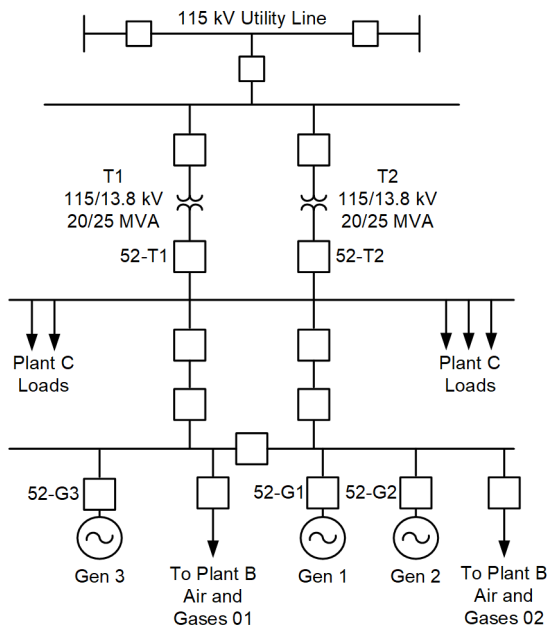 115 kV Utility Line
T1
115/13.8 kV
20/25 MVA
T2
115/13.8 kV
20/25 MVA
52-T1
52-T2
Plant C
Loads
Plant C
Loads
52-G3
52-G1
52-G2
Gen 3
To Plant B
Air and
Gases 01
Gen 1
Gen 2
To Plant B
Air and
Gases 02